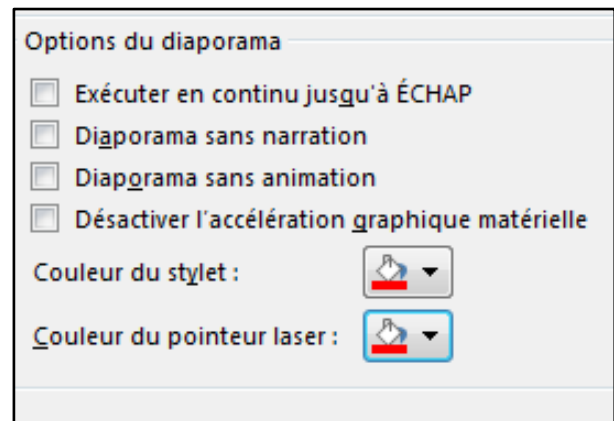 Options du diaporama
Exécuter en continu jusqu'à ÉCHAP
Diaporama sans narration
Diaporama sans animation
Désactiver l'accélération graphique matérielle
Couleur du stylet :
Couleur du pointeur laser :